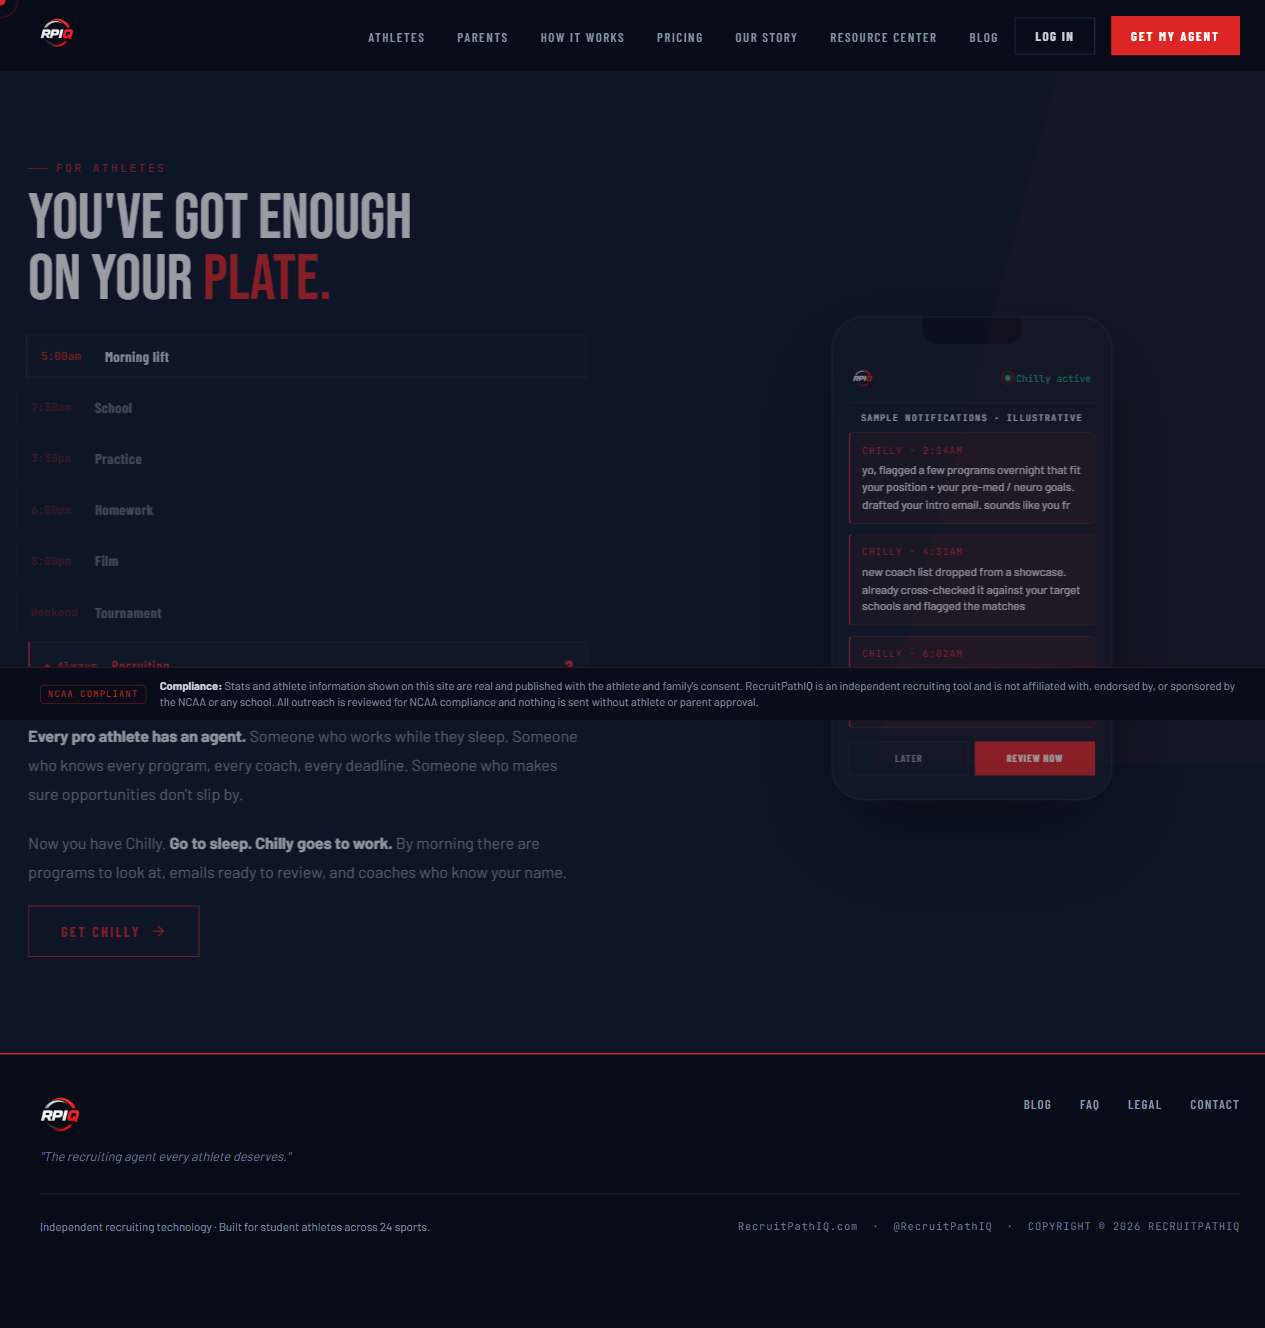 RPIQ
ATHLETES
PARENTS
HOW IT WORKS
PRICING
OUR STORY
RESOURCE CENTER
BLOG
LOG IN
GET MY AGENT
FOR ATHLETES
YOU'VE GOT ENOUGH
ON YOUR PLATE.
5:00am Morning lift
7:30am School
3:30pm Practice
6:00pm Homework
8:00pm Film
Weekend Tournament
Always Recruiting ?
RPIQ
Chilly active
SAMPLE NOTIFICATIONS · ILLUSTRATIVE
CHILLY · 2:14AM
yo, flagged a few programs overnight that fit
your position + your pre-med / neuro goals.
drafted your intro email. sounds like you fr
CHILLY · 4:31AM
new coach list dropped from a showcase.
already cross-checked it against your target
schools and flagged the matches
CHILLY · 6:02AM
LATER
REVIEW NOW
NCAA COMPLIANT
Compliance: Stats and athlete information shown on this site are real and published with the athlete and family's consent. RecruitPathIQ is an independent recruiting tool and is not affiliated with, endorsed by, or sponsored by
the NCAA or any school. All outreach is reviewed for NCAA compliance and nothing is sent without athlete or parent approval.
Every pro athlete has an agent. Someone who works while they sleep. Someone
who knows every program, every coach, every deadline. Someone who makes
sure opportunities don't slip by.
Now you have Chilly. Go to sleep. Chilly goes to work. By morning there are
programs to look at, emails ready to review, and coaches who know your name.
GET CHILLY →
RPIQ
"The recruiting agent every athlete deserves."
BLOG
FAQ
LEGAL
CONTACT
Independent recruiting technology · Built for student athletes across 24 sports.
RecruitPathIQ.com · @RecruitPathIQ · COPYRIGHT © 2026 RECRUITPATHIQ